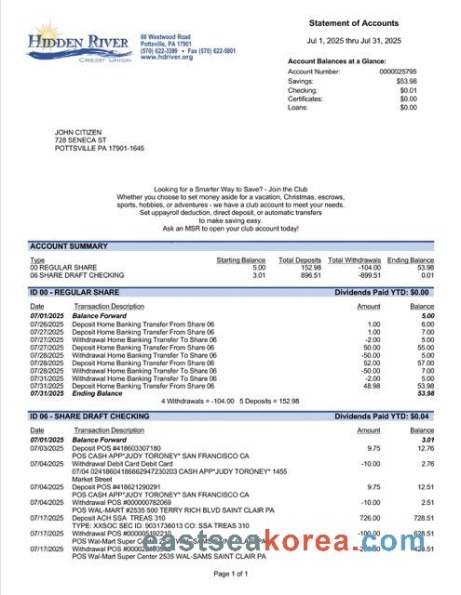 HIDDEN RIVER
CREDIT UNION
60 Westwood Road
Pottsville, PA 17901
(570) 622-3399 • Fax (570) 622-5801
www.hdriver.org
Statement of Accounts
Jul 1, 2025 thru Jul 31, 2025
Account Balances at a Glance:
Account Number: 0000025795
Savings: $53.98
Checking: $0.01
Certificates: $0.00
Loans: $0.00
JOHN CITIZEN
728 SENECA ST
POTTSVILLE PA 17901-1645
Looking for a Smarter Way to Save? - Join the Club
Whether you choose to set money aside for a vacation, Christmas, escrows,
sports, hobbies, or adventures - we have a club account to meet your needs.
Set uppayroll deduction, direct deposit, or automatic transfers
to make saving easy.
Ask an MSR to open your club account today!
ACCOUNT SUMMARY
Type Starting Balance Total Deposits Total Withdrawals Ending Balance
00 REGULAR SHARE 5.00 152.98 -104.00 53.98
06 SHARE DRAFT CHECKING 3.01 896.51 -899.51 0.01
ID 00 - REGULAR SHARE Dividends Paid YTD: $0.00
Date Transaction Description Amount Balance
07/01/2025 Balance Forward 5.00
07/26/2025 Deposit Home Banking Transfer From Share 06 1.00 6.00
07/27/2025 Deposit Home Banking Transfer From Share 06 1.00 7.00
07/27/2025 Withdrawal Home Banking Transfer To Share 06 -2.00 5.00
07/27/2025 Deposit Home Banking Transfer From Share 06 50.00 55.00
07/28/2025 Withdrawal Home Banking Transfer To Share 06 -50.00 5.00
07/28/2025 Deposit Home Banking Transfer From Share 06 52.00 57.00
07/28/2025 Withdrawal Home Banking Transfer To Share 06 -50.00 7.00
07/31/2025 Withdrawal Home Banking Transfer To Share 06 -2.00 5.00
07/31/2025 Deposit Home Banking Transfer From Share 06 48.98 53.98
07/31/2025 Ending Balance 53.98
4 Withdrawals = -104.00 5 Deposits = 152.98
ID 06 - SHARE DRAFT CHECKING Dividends Paid YTD: $0.04
Date Transaction Description Amount Balance
07/01/2025 Balance Forward 3.01
07/03/2025 Deposit POS #418603307180 9.75 12.76
POS CASH APP*JUDY TORONEY* SAN FRANCISCO CA
07/04/2025 Withdrawal Debit Card Debit Card -10.00 2.76
07/04 024186041866629472302​03 CASH APP*JUDY TORONEY* 1455
Market Street
07/04/2025 Deposit POS #418621290291 9.75 12.51
POS CASH APP*JUDY TORONEY* SAN FRANCISCO CA
07/04/2025 Withdrawal POS #000000782069 -10.00 2.51
POS WAL-MART #2535 500 TERRY RICH BLVD SAINT CLAIR PA
07/17/2025 Deposit ACH SSA TREAS 310 726.00 728.51
TYPE: XXSOC SEC ID: 9031736013 CO: SSA TREAS 310
07/17/2025 Withdrawal POS -100.00 628.51
POS Wal-Mart Super Center 2535 WAL-SAMS SAINT CLAIR PA
07/17/2025 Withdrawal POS
POS Wal-Mart Super Center 2535 WAL-SAMS SAINT CLAIR PA
eastseakorea.com
Page 1 of 1